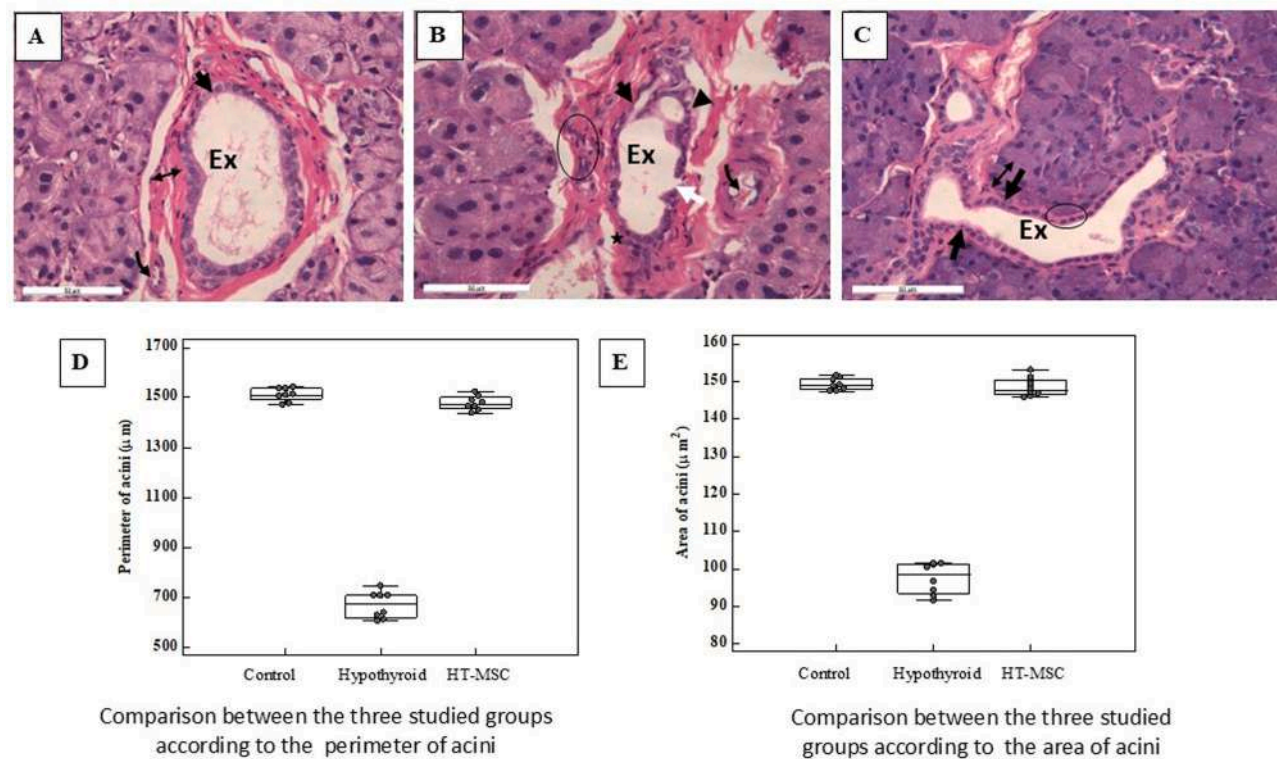 A
B
C
Ex
Ex
Ex
D
E
1700
1500
1300
1100
900
700
500
Perimeter of acini (μ m)
Control
Hypothyroid
HT-MSC
160
150
140
130
120
110
100
90
80
Area of acini (μ m²)
Control
Hypothyroid
HT-MSC
Comparison between the three studied groups
according to the perimeter of acini
Comparison between the three studied
groups according to the area of acini